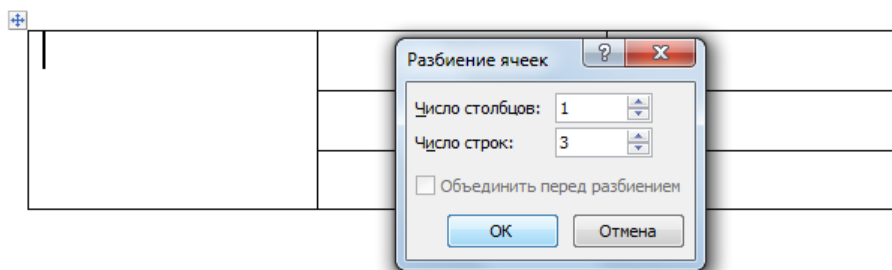 Разбиение ячеек
Число столбцов: 1
Число строк: 3
Объединить перед разбиением
ОК Отмена